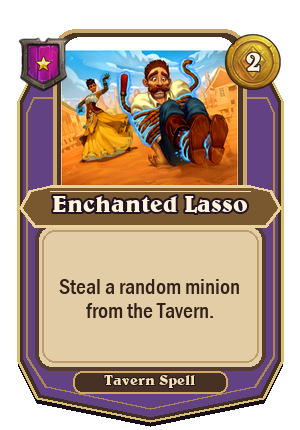 2
Enchanted Lasso
Steal a random minion
from the Tavern.
Tavern Spell